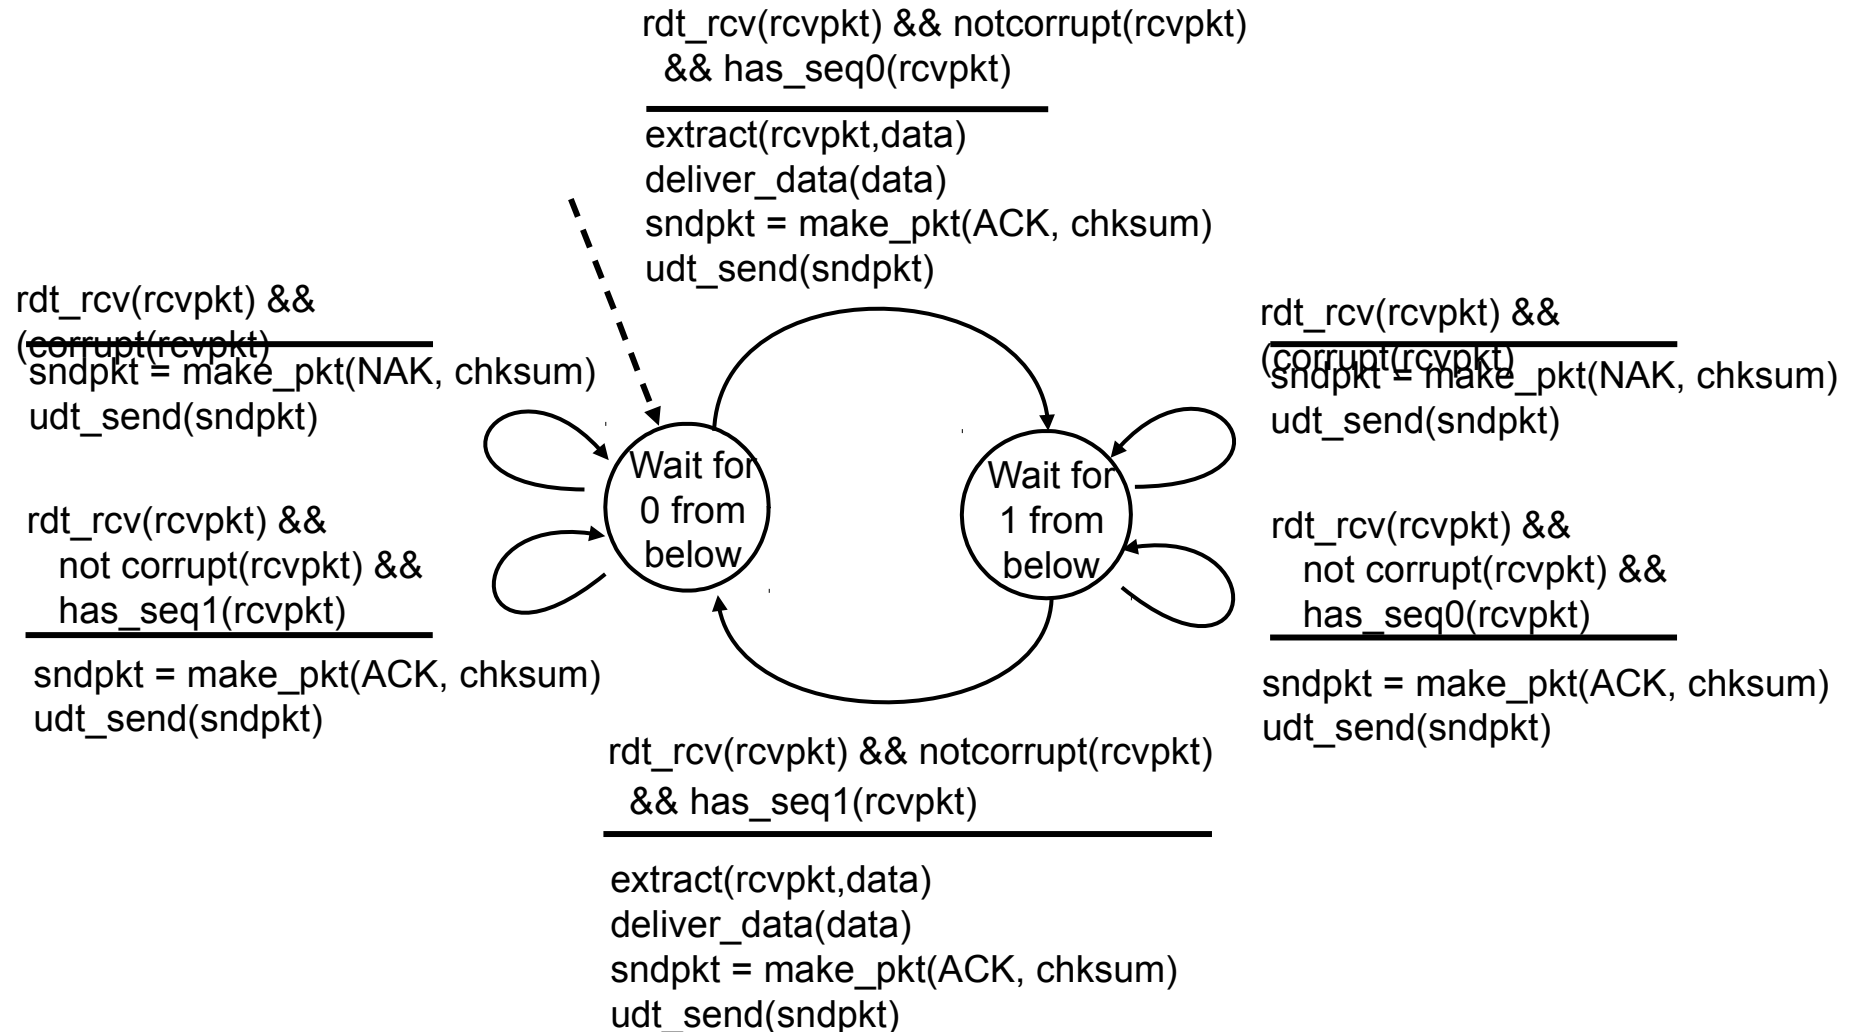 rdt_rcv(rcvpkt) && notcorrupt(rcvpkt)
&& has_seq0(rcvpkt)
extract(rcvpkt,data)
deliver_data(data)
sndpkt = make_pkt(ACK, chksum)
udt_send(sndpkt)
rdt_rcv(rcvpkt) &&
(corrupt(rcvpkt)
sndpkt = make_pkt(NAK, chksum)
udt_send(sndpkt)
rdt_rcv(rcvpkt) &&
not corrupt(rcvpkt) &&
has_seq1(rcvpkt)
sndpkt = make_pkt(ACK, chksum)
udt_send(sndpkt)
Wait for
0 from
below
Wait for
1 from
below
rdt_rcv(rcvpkt) &&
(corrupt(rcvpkt)
sndpkt = make_pkt(NAK, chksum)
udt_send(sndpkt)
rdt_rcv(rcvpkt) &&
not corrupt(rcvpkt) &&
has_seq0(rcvpkt)
sndpkt = make_pkt(ACK, chksum)
udt_send(sndpkt)
rdt_rcv(rcvpkt) && notcorrupt(rcvpkt)
&& has_seq1(rcvpkt)
extract(rcvpkt,data)
deliver_data(data)
sndpkt = make_pkt(ACK, chksum)
udt_send(sndpkt)